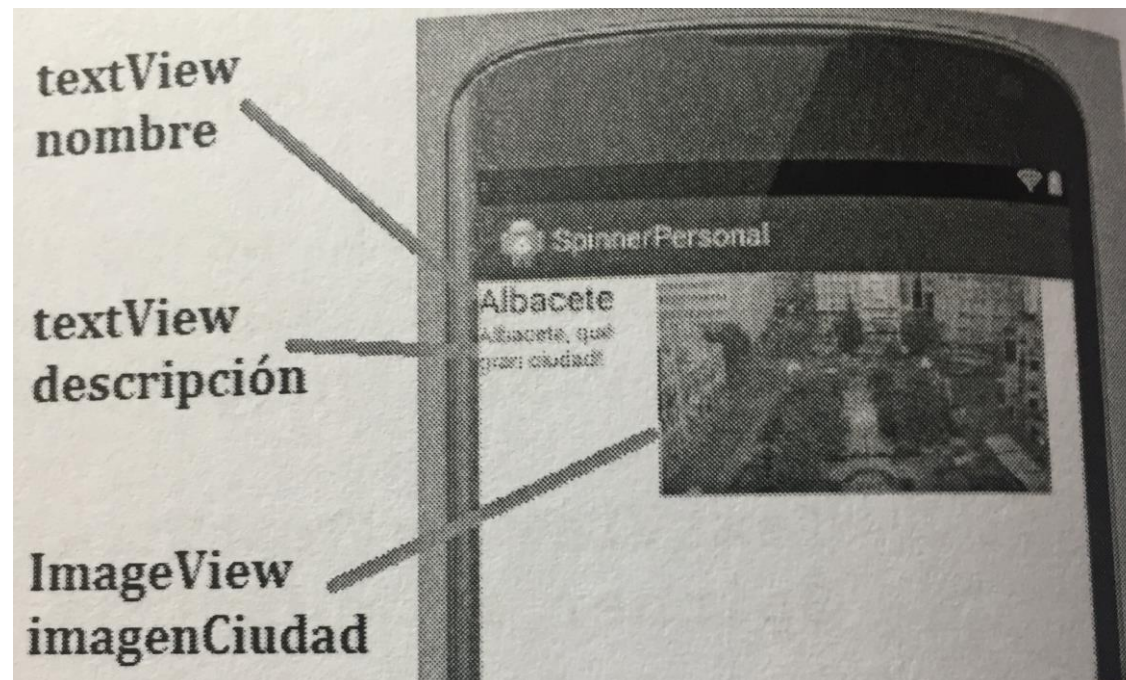 textView
nombre
SpinnerPersonal
Albacete
Albacete, qué
gran ciudad!
textView
descripción
ImageView
imagenCiudad